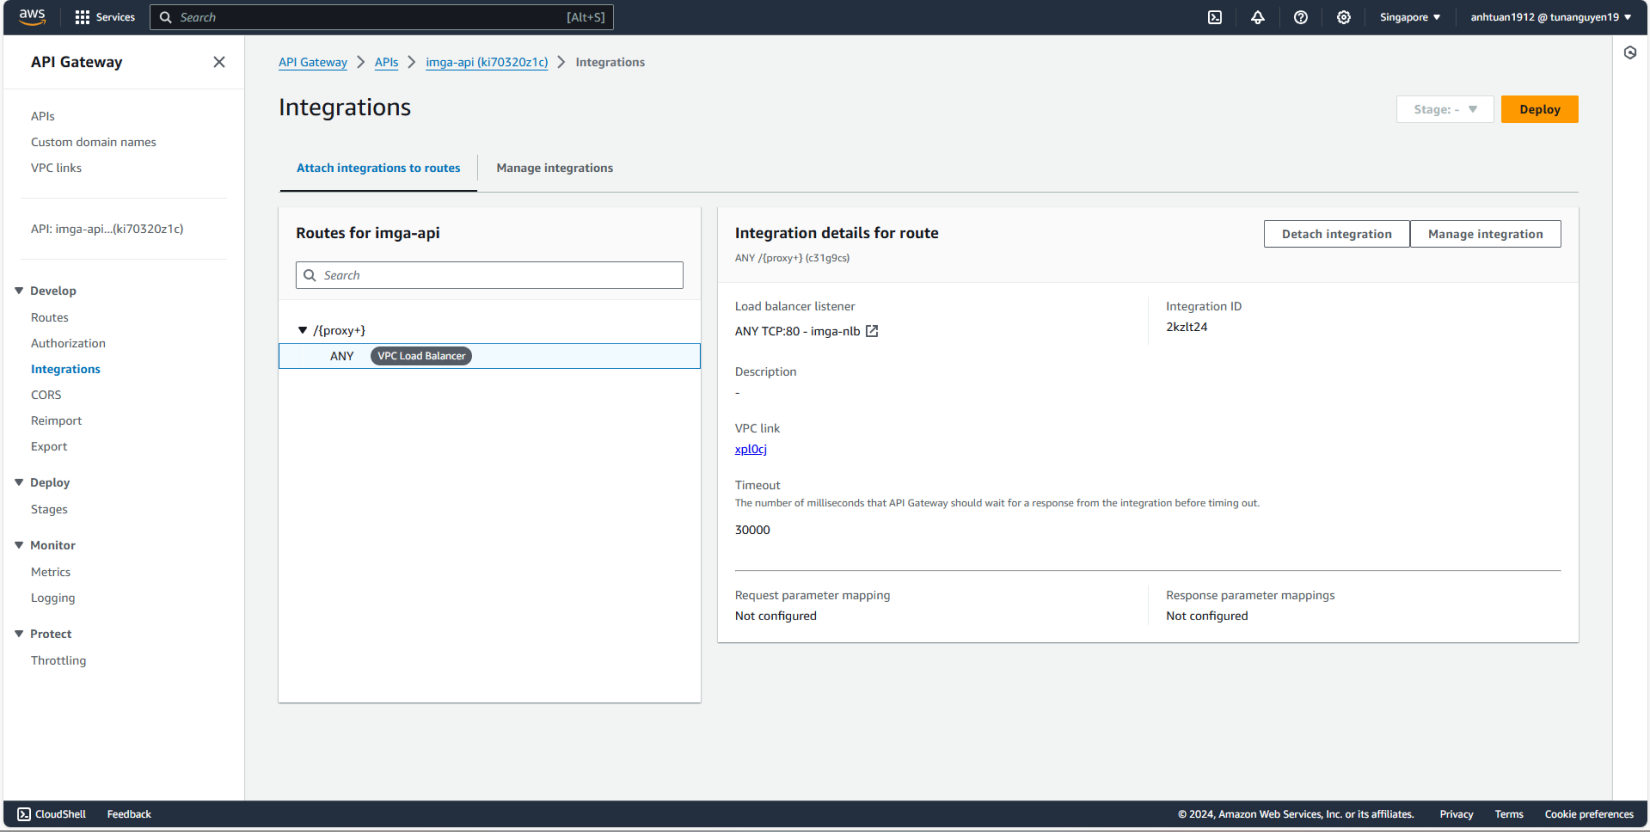 aws Services Search [Alt+S] Singapore ▼ anhtuan1912 @ tunanguyen19 ▼
API Gateway
APIs
Custom domain names
VPC links
API: imga-api...(ki70320z1c)
Develop
Routes
Authorization
Integrations
CORS
Reimport
Export
Deploy
Stages
Monitor
Metrics
Logging
Protect
Throttling
API Gateway > APIs > imga-api (ki70320z1c) > Integrations
Integrations
Stage: - ▼ Deploy
Attach integrations to routes Manage integrations
Routes for imga-api
Search
/{proxy+}
ANY VPC Load Balancer
Integration details for route
ANY /{proxy+} (c31g9cs)
Detach integration Manage integration
Load balancer listener
ANY TCP:80 - imga-nlb
Integration ID
2kzlt24
Description
-
VPC link
xpl0cj
Timeout
The number of milliseconds that API Gateway should wait for a response from the integration before timing out.
30000
Request parameter mapping
Not configured
Response parameter mappings
Not configured
CloudShell Feedback © 2024, Amazon Web Services, Inc. or its affiliates. Privacy Terms Cookie preferences